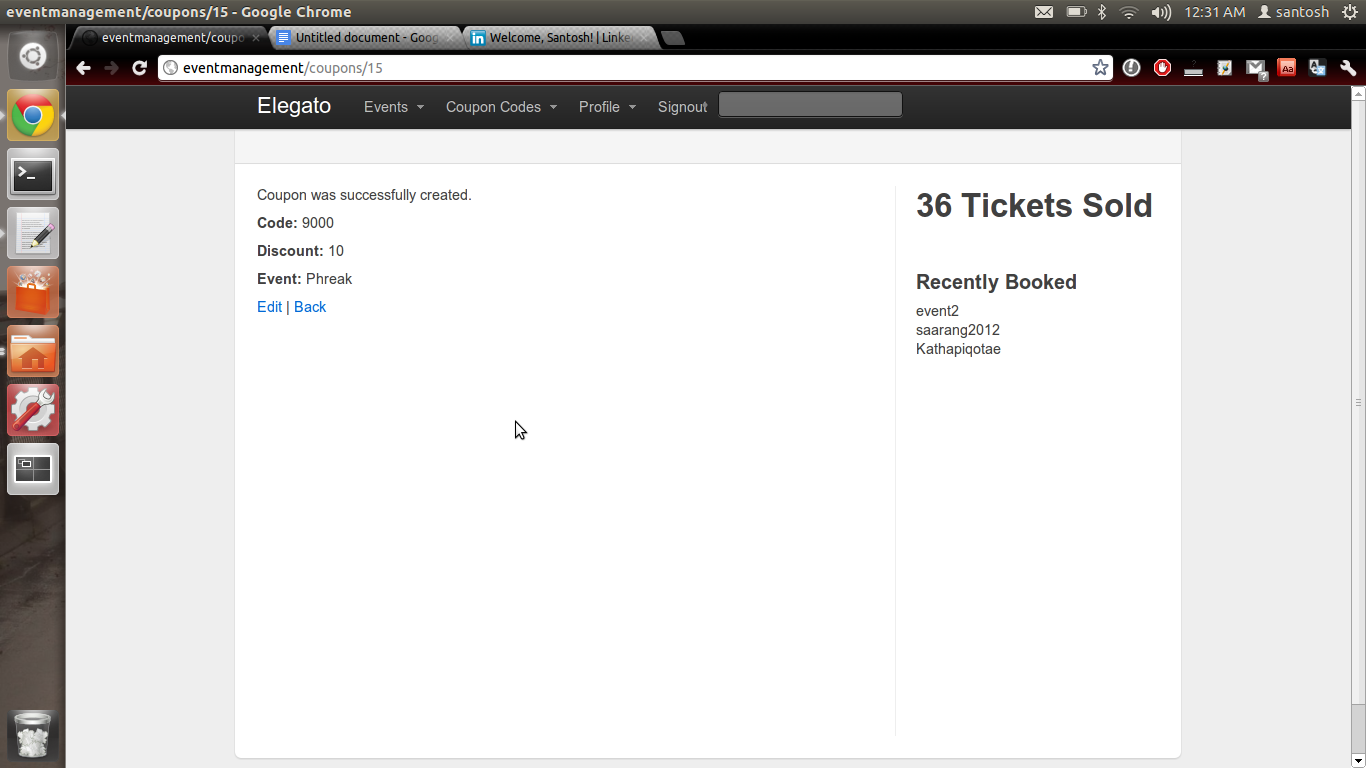 eventmanagement/coupons/15 - Google Chrome
12:31 AM santosh
eventmanagement/coupo
Untitled document - Goog
Welcome, Santosh! | Linke
eventmanagement/coupons/15
Elegato Events Coupon Codes Profile Signout
Coupon was successfully created.
Code: 9000
Discount: 10
Event: Phreak
Edit | Back
36 Tickets Sold
Recently Booked
event2
saarang2012
Kathapiqotae